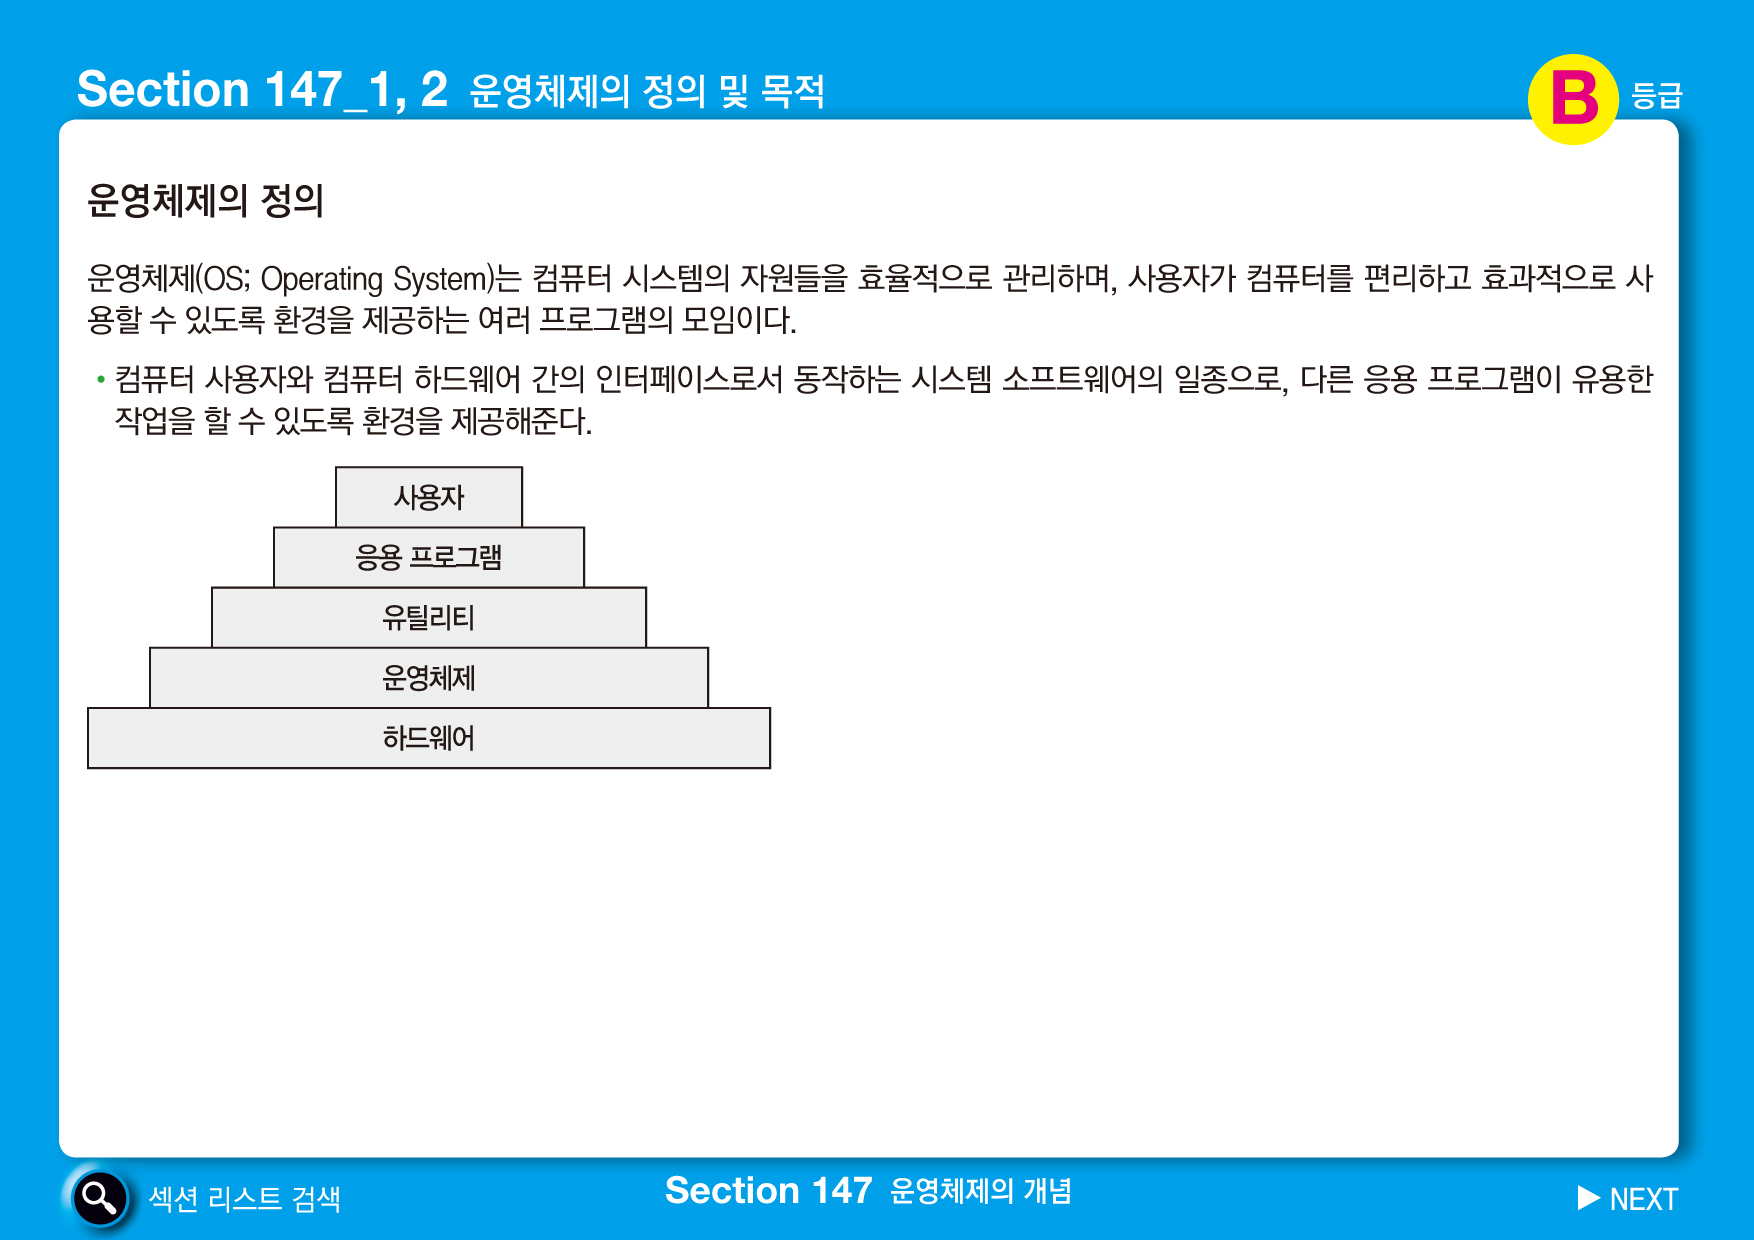 Section 147_1, 2 운영체제의 정의 및 목적
B 등급
운영체제의 정의
운영체제(OS; Operating System)는 컴퓨터 시스템의 자원들을 효율적으로 관리하며, 사용자가 컴퓨터를 편리하고 효과적으로 사
용할 수 있도록 환경을 제공하는 여러 프로그램의 모임이다.
• 컴퓨터 사용자와 컴퓨터 하드웨어 간의 인터페이스로서 동작하는 시스템 소프트웨어의 일종으로, 다른 응용 프로그램이 유용한
작업을 할 수 있도록 환경을 제공해준다.
사용자
응용 프로그램
유틸리티
운영체제
하드웨어
섹션 리스트 검색
Section 147 운영체제의 개념
▶ NEXT